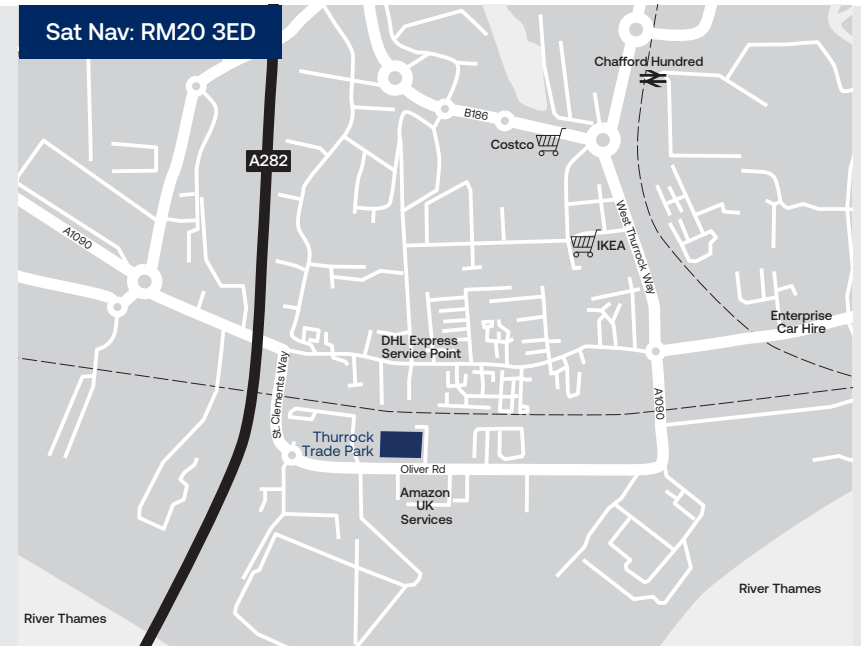 Sat Nav: RM20 3ED
Chafford Hundred
B186
Costco
A282
West Thurrock Way
A1090
IKEA
Enterprise
Car Hire
DHL Express
Service Point
St. Clements Way
A1090
Thurrock
Trade Park
Oliver Rd
Amazon
UK
Services
River Thames
River Thames